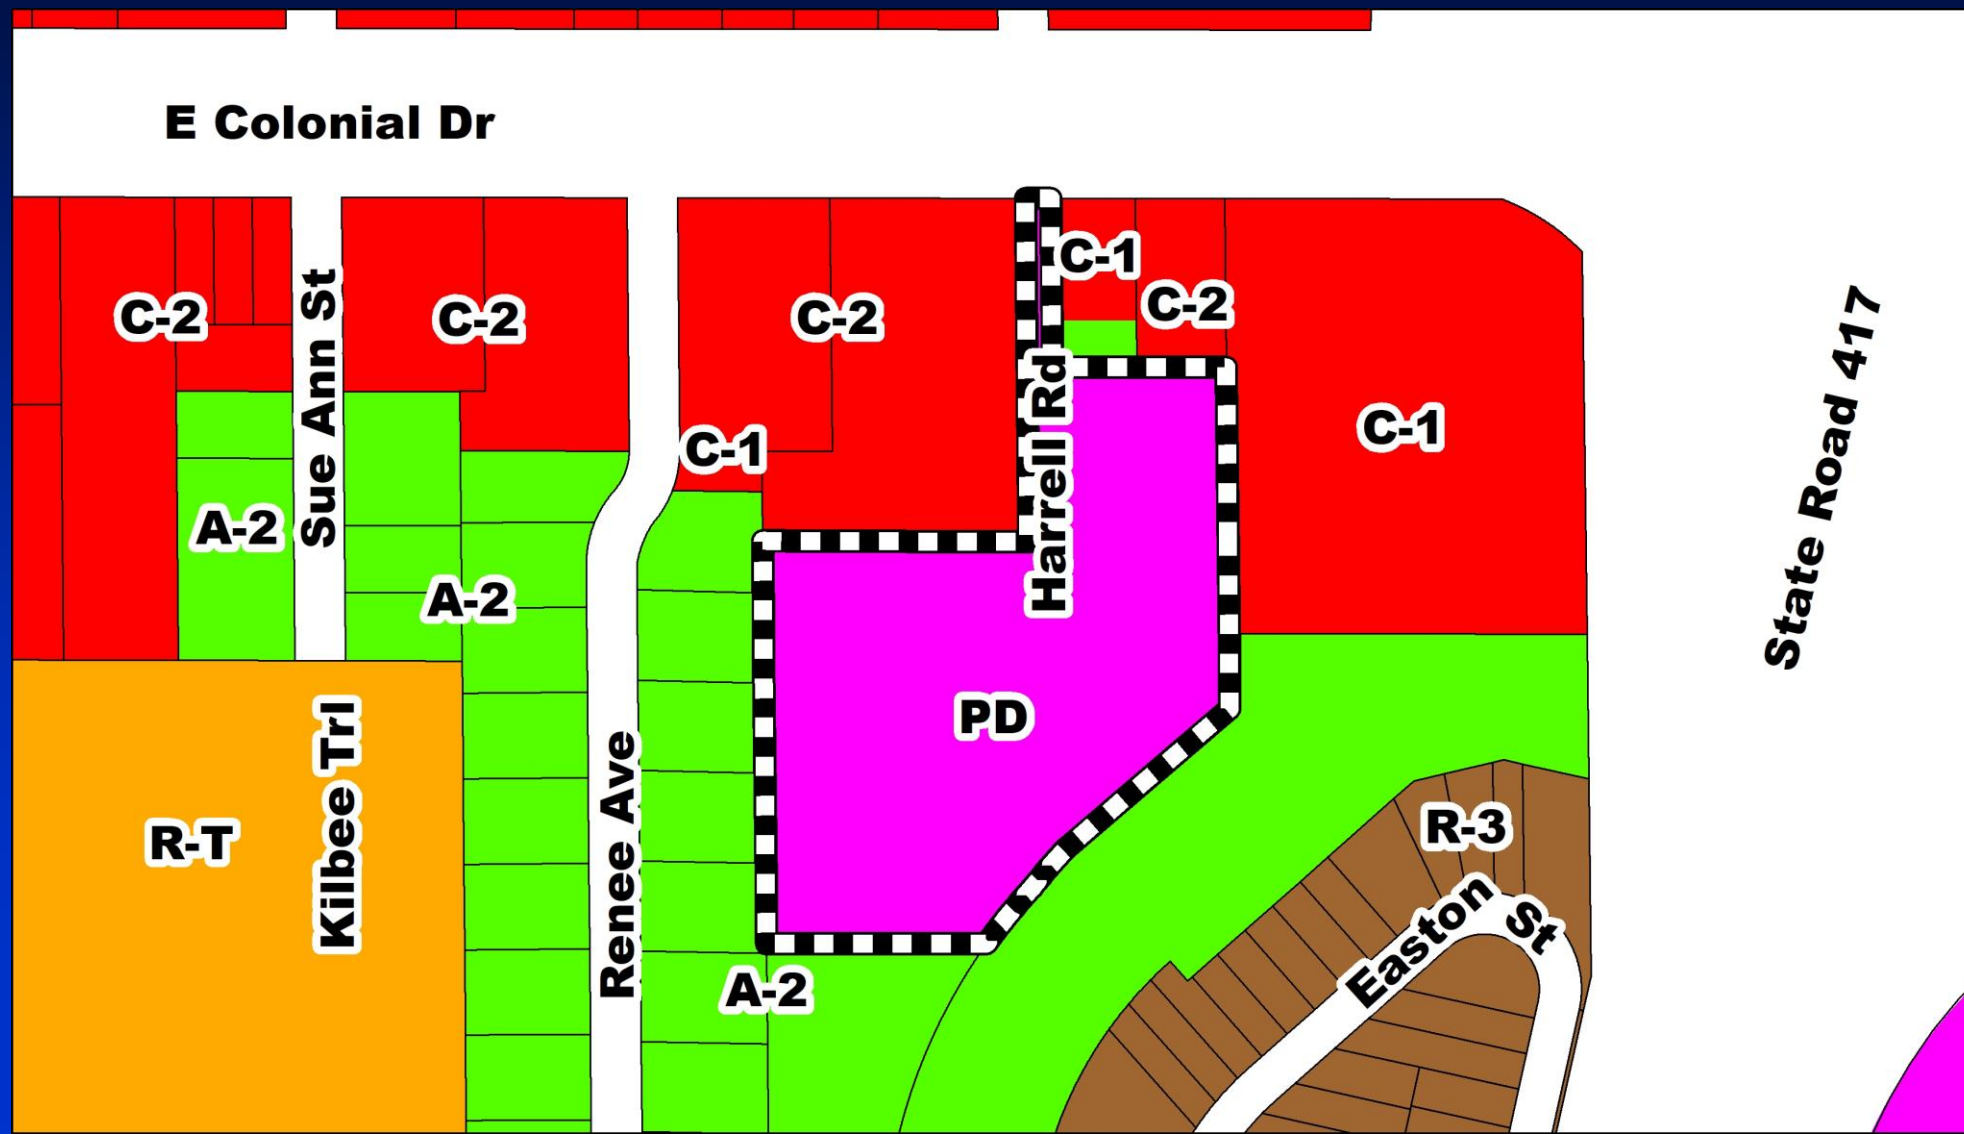 E Colonial Dr
C-1
C-2
C-2
C-2
C-2
Sue Ann St
Harrell Rd
C-1
C-1
State Road 417
A-2
A-2
PD
R-T
Kilbee Trl
Renee Ave
R-3
Easton St
A-2